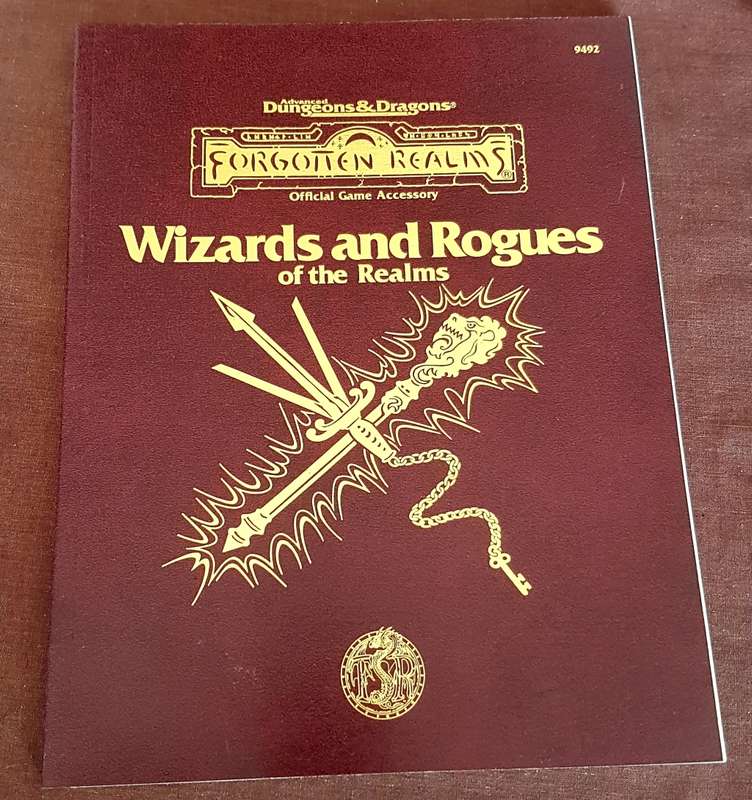 9492
Advanced
Dungeons & Dragons®
FORGOTTEN REALMS®
Official Game Accessory
Wizards and Rogues
of the Realms
TSR